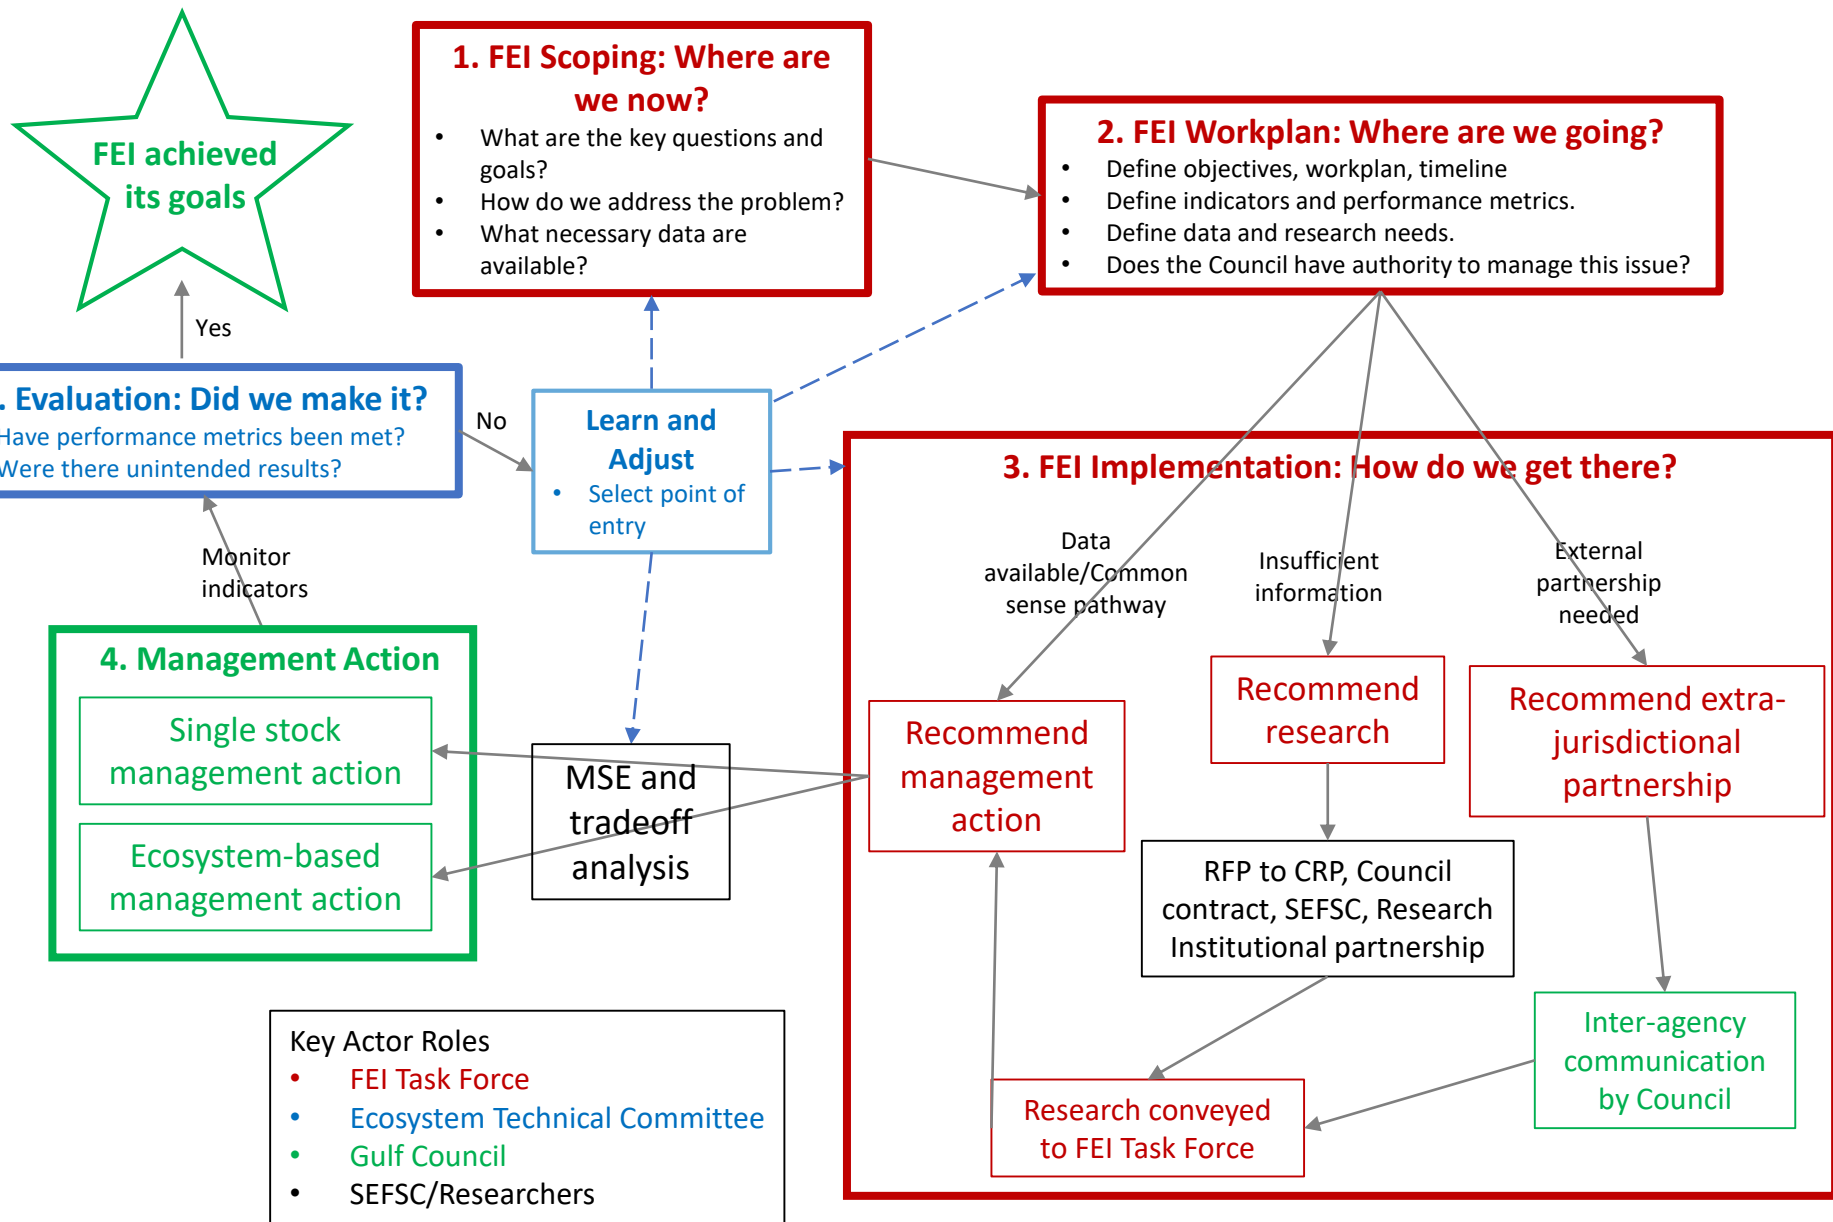 FEI achieved
its goals
Yes
1. FEI Scoping: Where are
we now?
• What are the key questions and
goals?
• How do we address the problem?
• What necessary data are
available?
2. FEI Workplan: Where are we going?
• Define objectives, workplan, timeline
• Define indicators and performance metrics.
• Define data and research needs.
• Does the Council have authority to manage this issue?
. Evaluation: Did we make it?
Have performance metrics been met?
Were there unintended results?
No
Learn and
Adjust
• Select point of
entry
Monitor
indicators
3. FEI Implementation: How do we get there?
Data
available/Common
sense pathway
Insufficient
information
External
partnership
needed
4. Management Action
Single stock
management action
Ecosystem-based
management action
MSE and
tradeoff
analysis
Recommend
management
action
Recommend
research
Recommend extra-
jurisdictional
partnership
RFP to CRP, Council
contract, SEFSC, Research
Institutional partnership
Inter-agency
communication
by Council
Research conveyed
to FEI Task Force
Key Actor Roles
• FEI Task Force
• Ecosystem Technical Committee
• Gulf Council
• SEFSC/Researchers